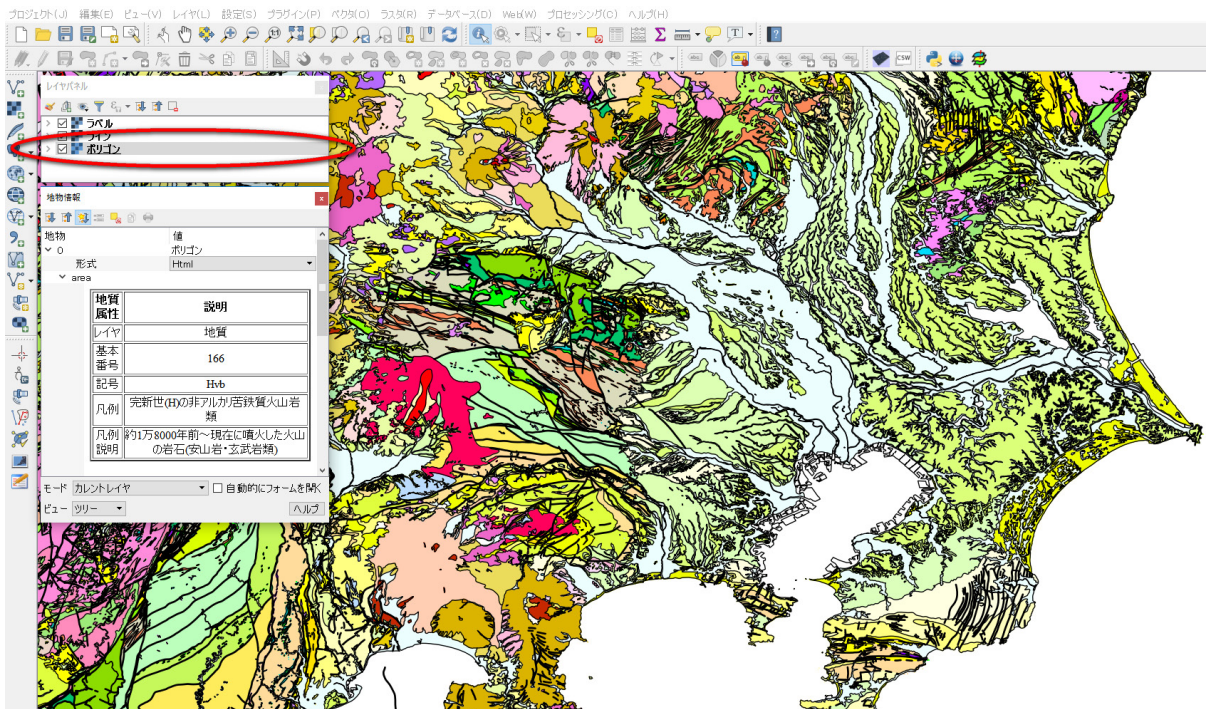 プロジェクト(J) 編集(E) ビュー(V) レイヤ(L) 設定(S) プラグイン(P) ベクタ(O) ラスタ(R) データベース(D) Web(W) プロセッシング(C) ヘルプ(H)
レイヤパネル
ラベル
ライン
ポリゴン
地物情報
地物 値
0 ポリゴン
形式 Html
area
地質属性 説明
レイヤ 地質
基本番号 166
記号 Hvb
凡例 完新世(H)の非アルカリ苦鉄質火山岩類
凡例説明 約1万8000年前～現在に噴火した火山の岩石(安山岩・玄武岩類)
モード カレントレイヤ 自動的にフォームを開く
ビュー ツリー ヘルプ